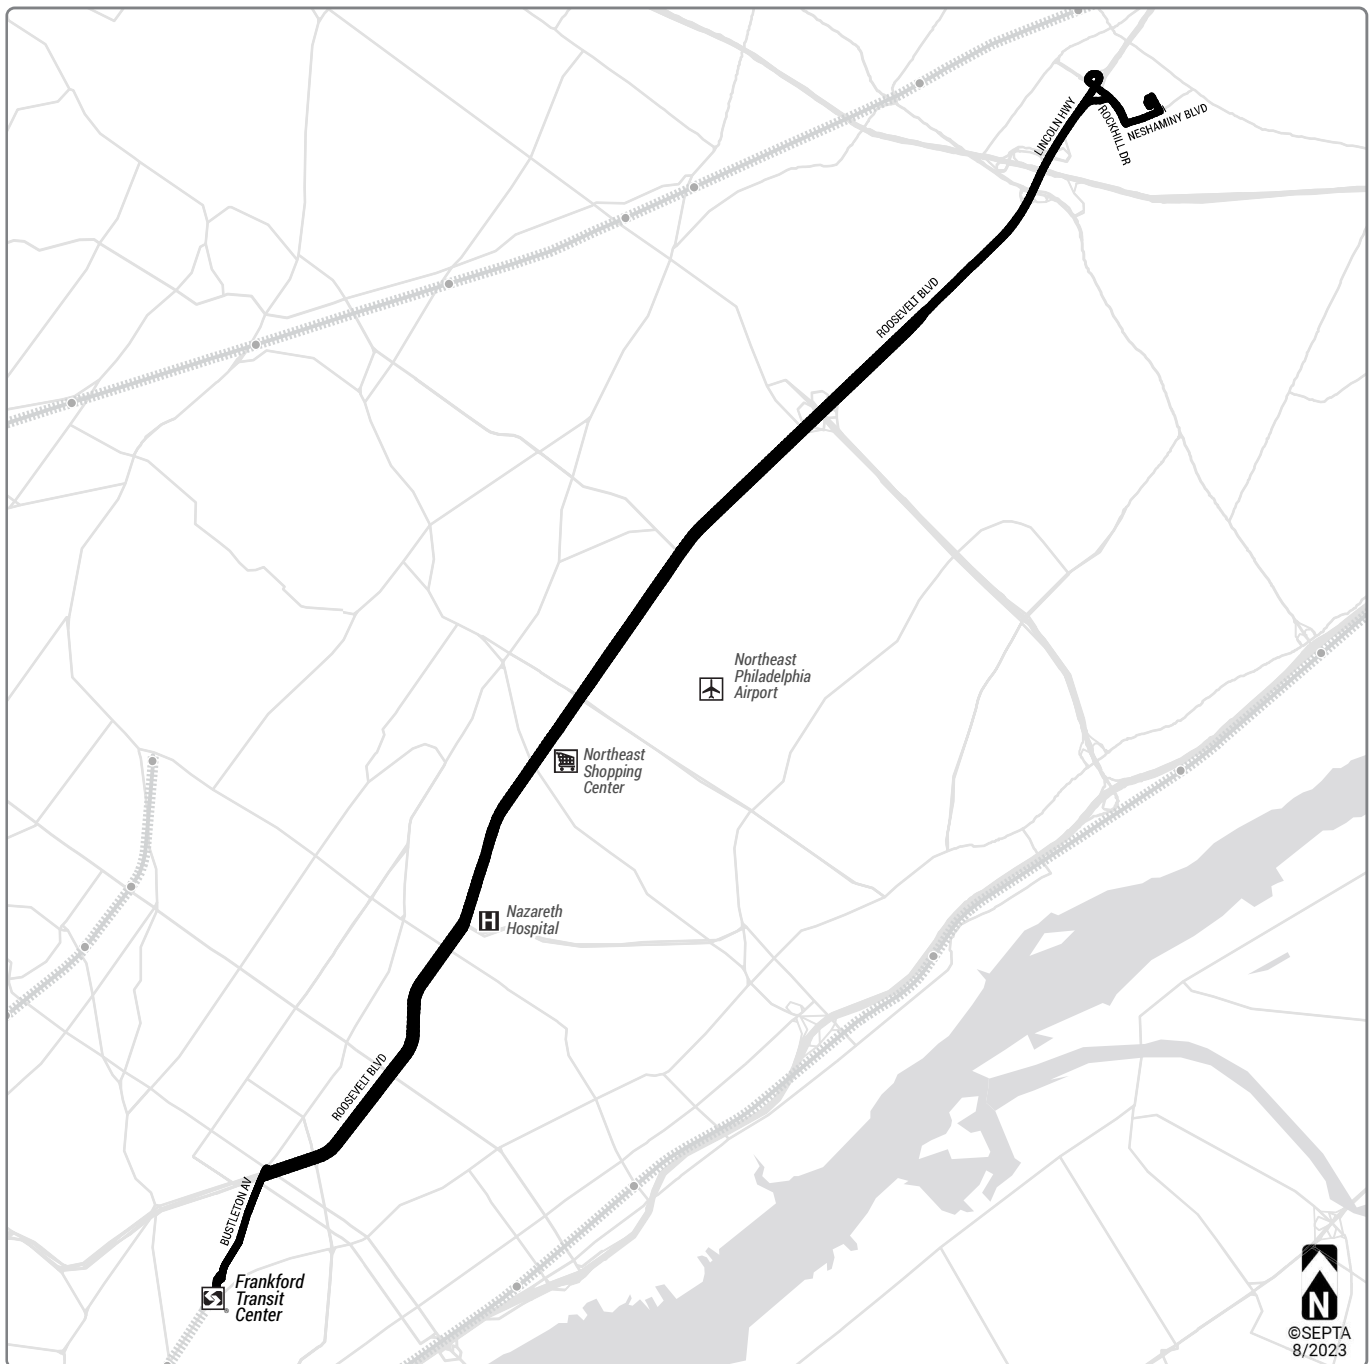 LINCOLN HWY
ROCKHILL DR
NESHAMINY BLVD
ROOSEVELT BLVD
Northeast
Philadelphia
Airport
Northeast
Shopping
Center
H
Nazareth
Hospital
ROOSEVELT BLVD
BUSTLETON AV
Frankford
Transit
Center
N
©SEPTA
8/2023